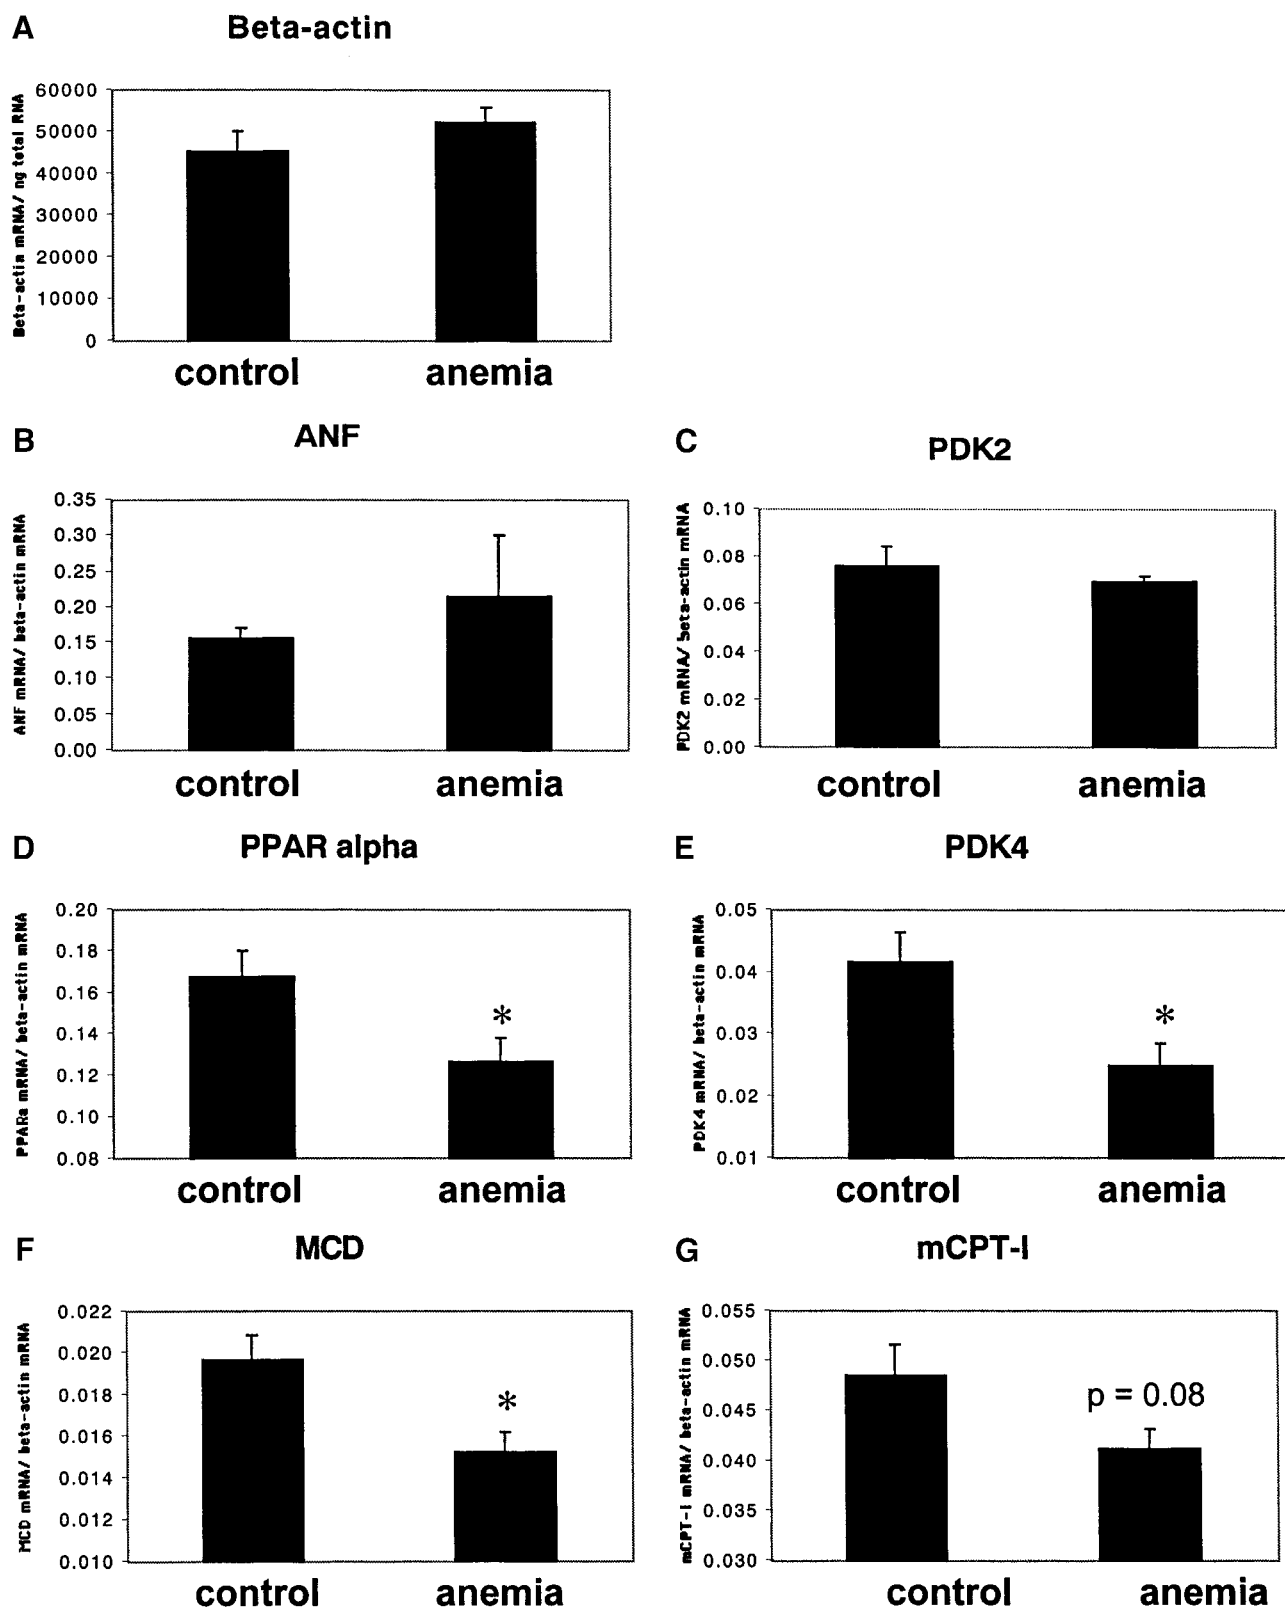 A
Beta-actin
Beta-actin mRNA/ ng total RNA
60000
50000
40000
30000
20000
10000
0
control anemia
B
ANF
ANF mRNA/ beta-actin mRNA
0.35
0.30
0.25
0.20
0.15
0.10
0.05
0.00
control anemia
C
PDK2
PDK2 mRNA/ beta-actin mRNA
0.10
0.08
0.06
0.04
0.02
0.00
control anemia
D
PPAR alpha
PPARa mRNA/ beta-actin mRNA
0.20
0.18
0.16
0.14
0.12
0.10
0.08
*
control anemia
E
PDK4
PDK4 mRNA/ beta-actin mRNA
0.05
0.04
0.03
0.02
0.01
*
control anemia
F
MCD
MCD mRNA/ beta-actin mRNA
0.022
0.020
0.018
0.016
0.014
0.012
0.010
*
control anemia
G
mCPT-I
mCPT-I mRNA/ beta-actin mRNA
0.055
0.050
0.045
0.040
0.035
0.030
p = 0.08
control anemia